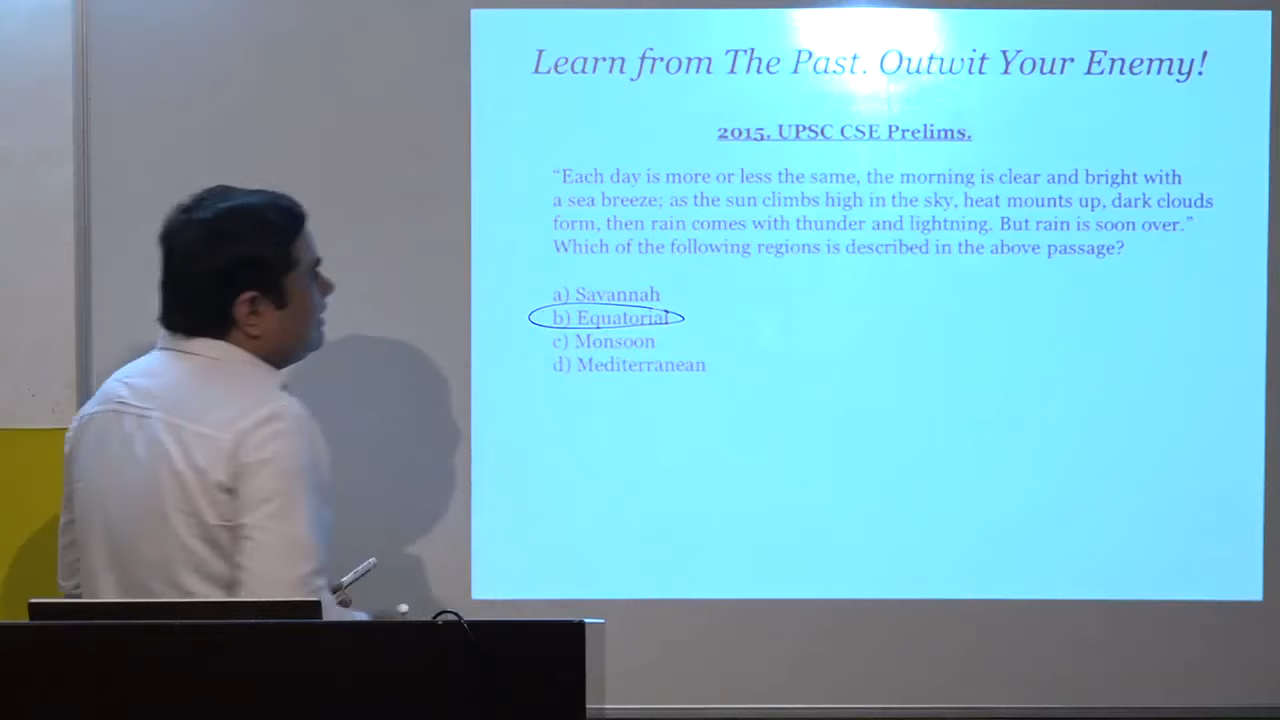 Learn from The Past. Outwit Your Enemy!
2015. UPSC CSE Prelims.
“Each day is more or less the same, the morning is clear and bright with
a sea breeze; as the sun climbs high in the sky, heat mounts up, dark clouds
form, then rain comes with thunder and lightning. But rain is soon over.”
Which of the following regions is described in the above passage?
a) Savannah
b) Equatorial
c) Monsoon
d) Mediterranean